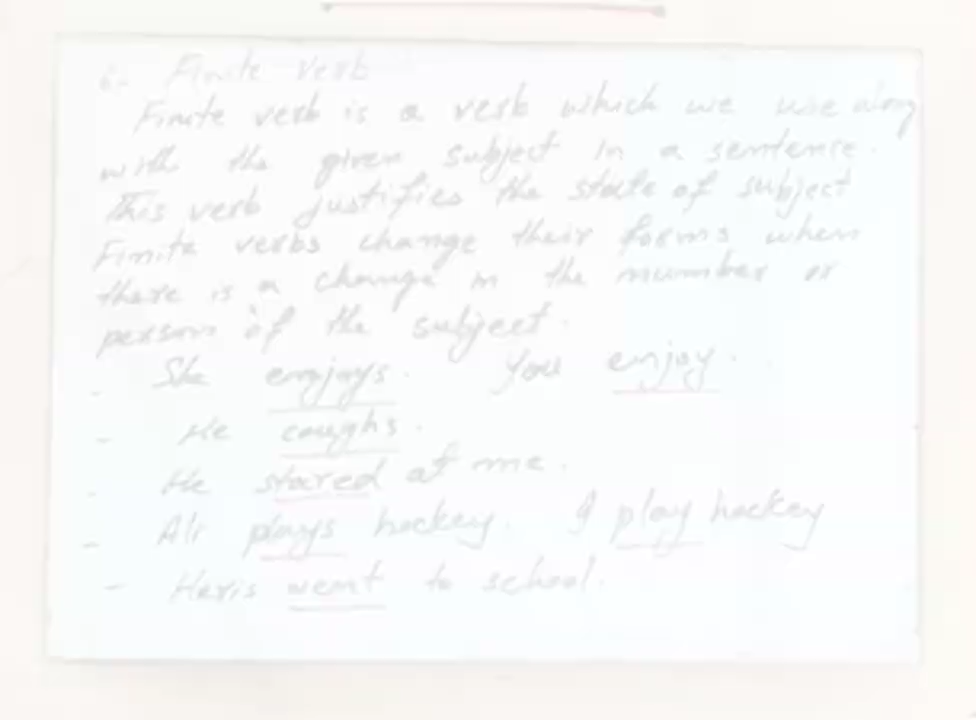 6- Finite verb
Finite verb is a verb which we use along
with the given subject in a sentence.
This verb justifies the state of subject
Finite verbs change their forms when
there is a change in the number or
person of the subject.
- She enjoys. You enjoy.
- He coughs.
- He stared at me.
- Ali plays hockey. I play hockey
- Haris went to school.